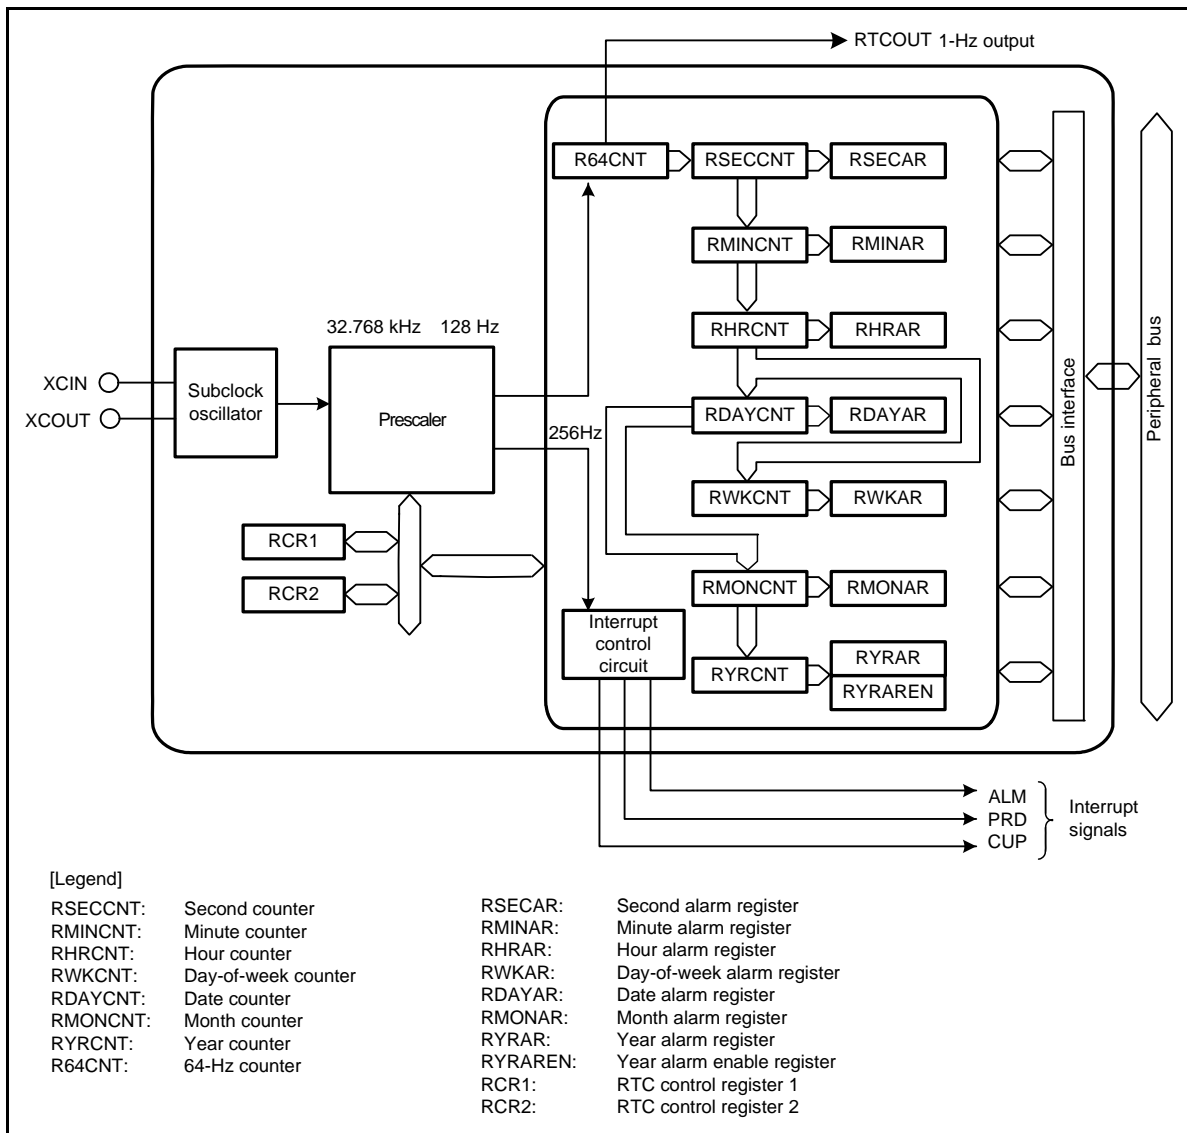 RTCOUT 1-Hz output
R64CNT
RSECCNT
RSECAR
RMINCNT
RMINAR
RHRCNT
RHRAR
RDAYCNT
RDAYAR
RWKCNT
RWKAR
RMONCNT
RMONAR
RYRCNT
RYRAR
RYRAREN
32.768 kHz
128 Hz
256Hz
XCIN
XCOUT
Subclock
oscillator
Prescaler
RCR1
RCR2
Interrupt
control
circuit
Bus interface
Peripheral bus
ALM
PRD
CUP
Interrupt
signals
[Legend]
RSECCNT: Second counter
RMINCNT: Minute counter
RHRCNT: Hour counter
RWKCNT: Day-of-week counter
RDAYCNT: Date counter
RMONCNT: Month counter
RYRCNT: Year counter
R64CNT: 64-Hz counter
RSECAR: Second alarm register
RMINAR: Minute alarm register
RHRAR: Hour alarm register
RWKAR: Day-of-week alarm register
RDAYAR: Date alarm register
RMONAR: Month alarm register
RYRAR: Year alarm register
RYRAREN: Year alarm enable register
RCR1: RTC control register 1
RCR2: RTC control register 2